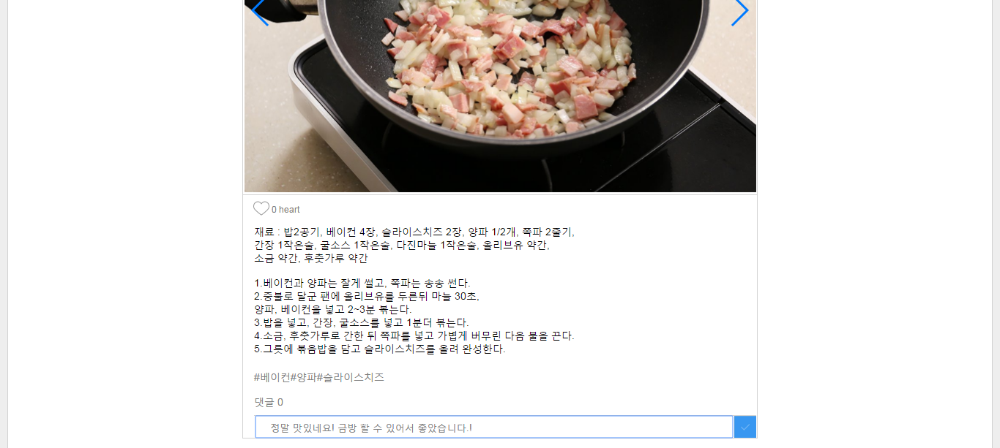 0 heart
재료 : 밥2공기, 베이컨 4장, 슬라이스치즈 2장, 양파 1/2개, 쪽파 2줄기,
간장 1작은술, 굴소스 1작은술, 다진마늘 1작은술, 올리브유 약간,
소금 약간, 후춧가루 약간
1.베이컨과 양파는 잘게 썰고, 쪽파는 송송 썬다.
2.중불로 달군 팬에 올리브유를 두른뒤 마늘 30초,
양파, 베이컨을 넣고 2~3분 볶는다.
3.밥을 넣고, 간장, 굴소스를 넣고 1분더 볶는다.
4.소금, 후춧가루로 간한 뒤 쪽파를 넣고 가볍게 버무린 다음 불을 끈다.
5.그릇에 볶음밥을 담고 슬라이스치즈를 올려 완성한다.
#베이컨#양파#슬라이스치즈
댓글 0
정말 맛있네요! 금방 할 수 있어서 좋았습니다.!